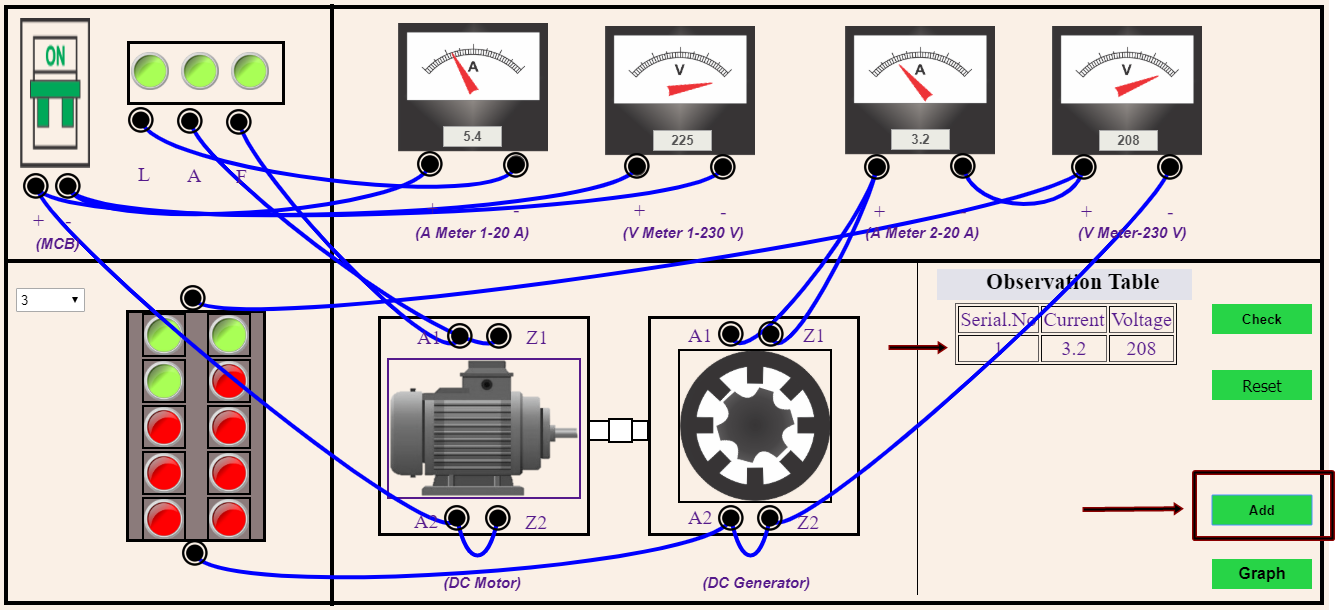 ON
L A F
+ -
(MCB)
A
5.4
+ -
(A Meter 1-20 A)
V
225
+ -
(V Meter 1-230 V)
A
3.2
+ -
(A Meter 2-20 A)
V
208
+ -
(V Meter-230 V)
3
A1 Z1
A2 Z2
(DC Motor)
A1 Z1
A2 Z2
(DC Generator)
Observation Table
Serial.No Current Voltage
1 3.2 208
Check
Reset
Add
Graph